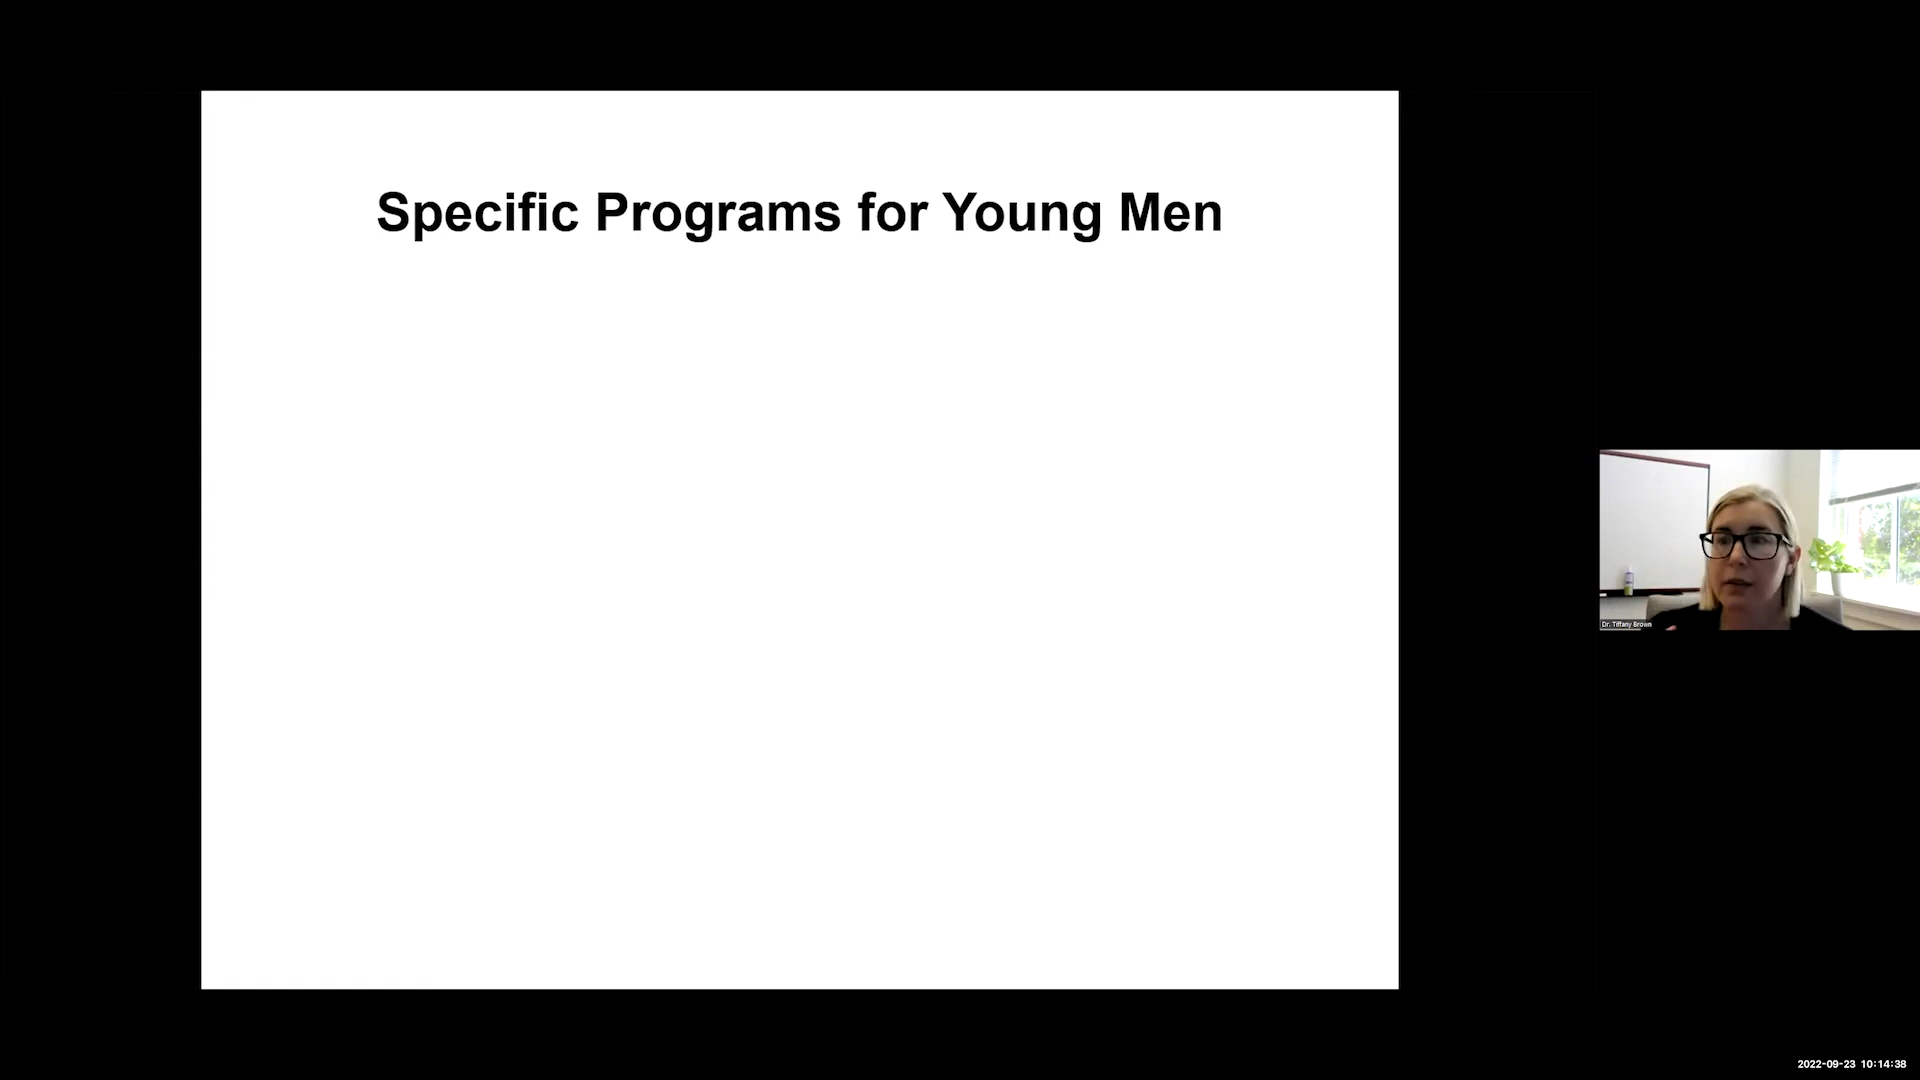 Specific Programs for Young Men
Dr. Tiffany Brown
2022-09-23 10:14:38